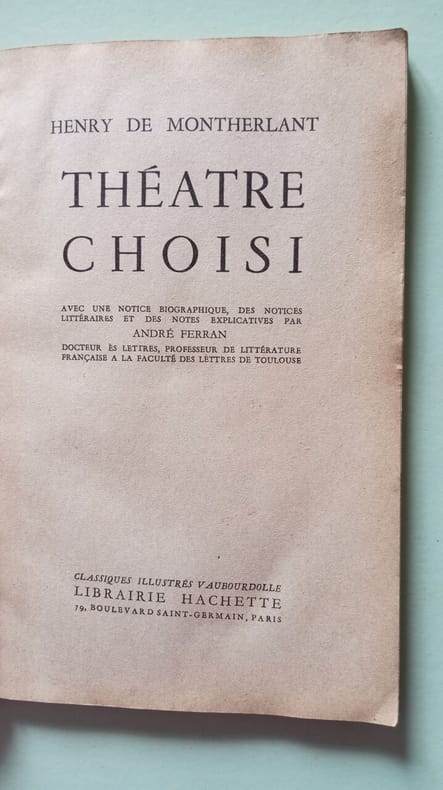 HENRY DE MONTHERLANT
THÉATRE
CHOISI
AVEC UNE NOTICE BIOGRAPHIQUE, DES NOTICES
LITTÉRAIRES ET DES NOTES EXPLICATIVES PAR
ANDRÉ FERRAN
DOCTEUR ÈS LETTRES, PROFESSEUR DE LITTÉRATURE
FRANÇAISE A LA FACULTÉ DES LETTRES DE TOULOUSE
CLASSIQUES ILLUSTRÉS VAUBOURDOLLE
LIBRAIRIE HACHETTE
79, BOULEVARD SAINT-GERMAIN, PARIS